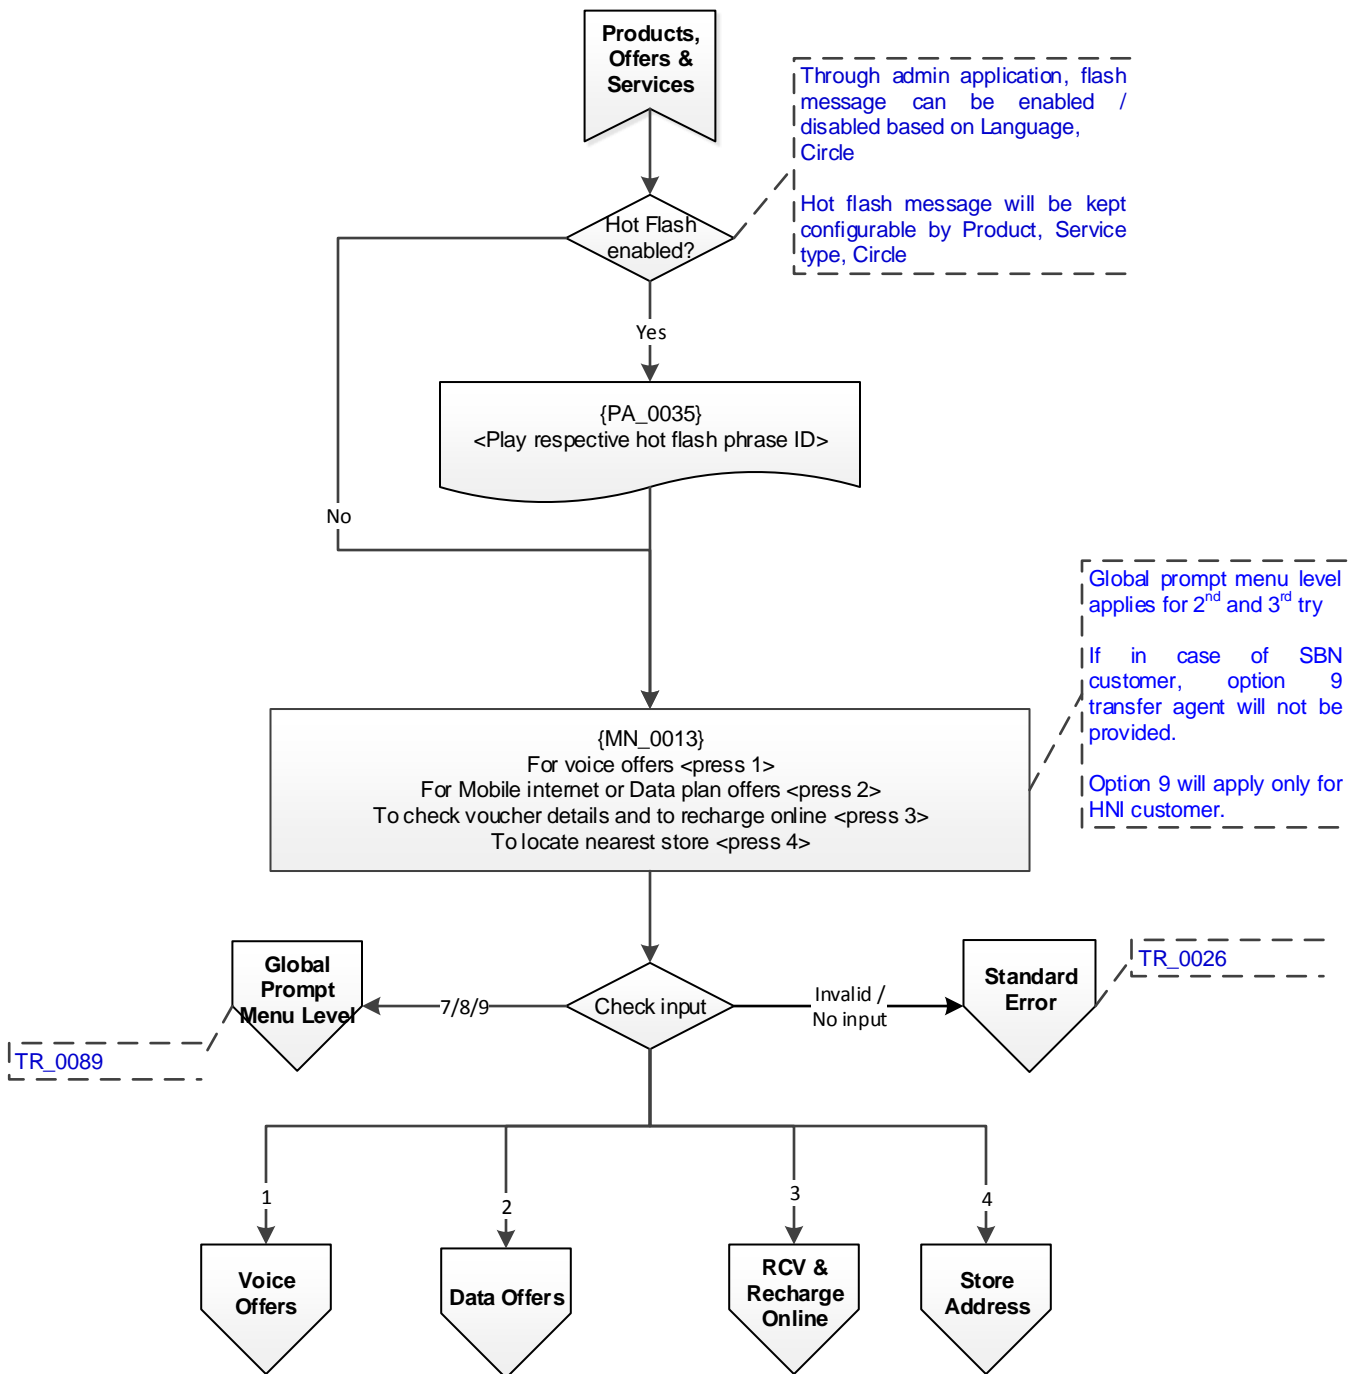 Products,
Offers &
Services
Through admin application, flash
message can be enabled /
disabled based on Language,
Circle
Hot flash message will be kept
configurable by Product, Service
type, Circle
Hot Flash
enabled?
Yes
{PA_0035}
<Play respective hot flash phrase ID>
No
Global prompt menu level
applies for 2nd and 3rd try
If in case of SBN
customer, option 9
transfer agent will not be
provided.
Option 9 will apply only for
HNI customer.
{MN_0013}
For voice offers <press 1>
For Mobile internet or Data plan offers <press 2>
To check voucher details and to recharge online <press 3>
To locate nearest store <press 4>
Global
Prompt
Menu Level
7/8/9
Check input
Invalid /
No input
Standard
Error
TR_0026
TR_0089
1
2
3
4
Voice
Offers
Data Offers
RCV &
Recharge
Online
Store
Address